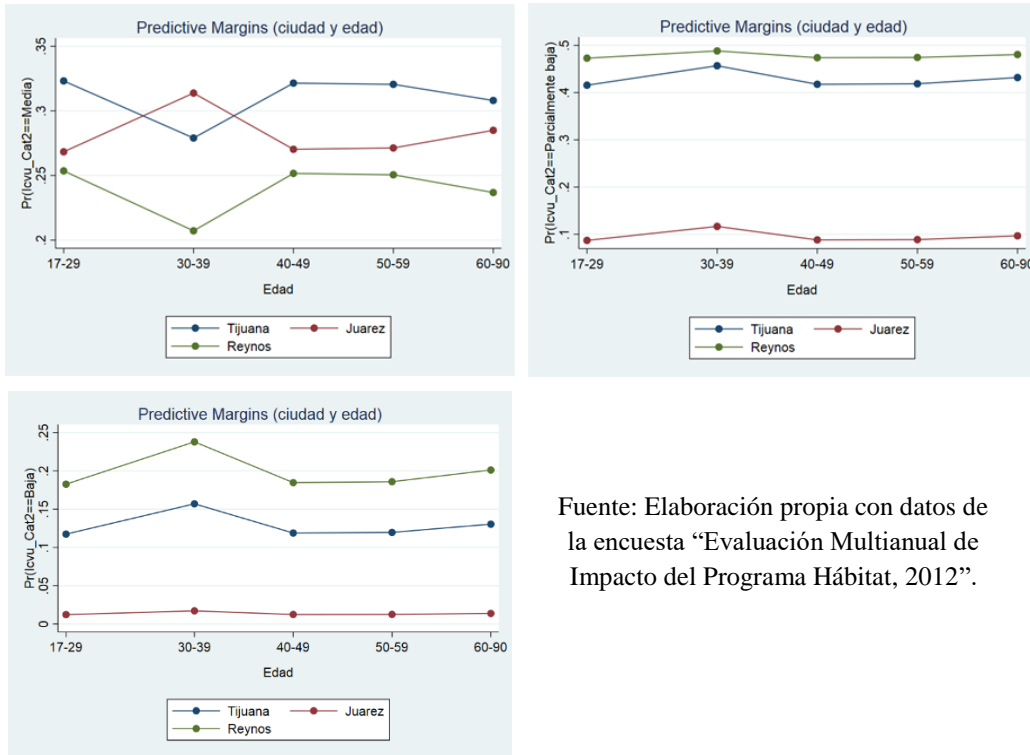 Predictive Margins (ciudad y edad)
Pr(Icvu_Cat2==Media)
.35
.3
.25
.2
17-29 30-39 40-49 50-59 60-90
Edad
Tijuana Juarez
Reynos
Predictive Margins (ciudad y edad)
Pr(Icvu_Cat2==Parcialmente baja)
.5
.4
.3
.2
.1
17-29 30-39 40-49 50-59 60-90
Edad
Tijuana Juarez
Reynos
Predictive Margins (ciudad y edad)
Pr(Icvu_Cat2==Baja)
.25
.2
.15
.1
.05
0
17-29 30-39 40-49 50-59 60-90
Edad
Tijuana Juarez
Reynos
Fuente: Elaboración propia con datos de
la encuesta “Evaluación Multianual de
Impacto del Programa Hábitat, 2012”.